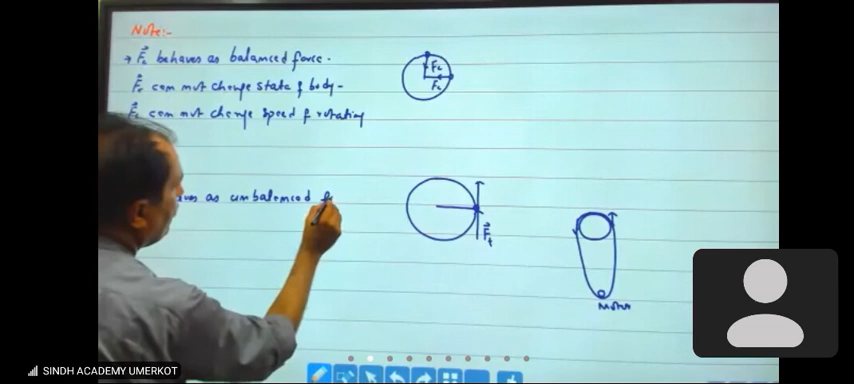 Note:-
→ F⃗c behaves as balanced force.
F⃗c can not change state of body-
F⃗c can not change speed of rotating
as unbalanced
Fc
Fc
F⃗t
Motor
SINDH ACADEMY UMERKOT